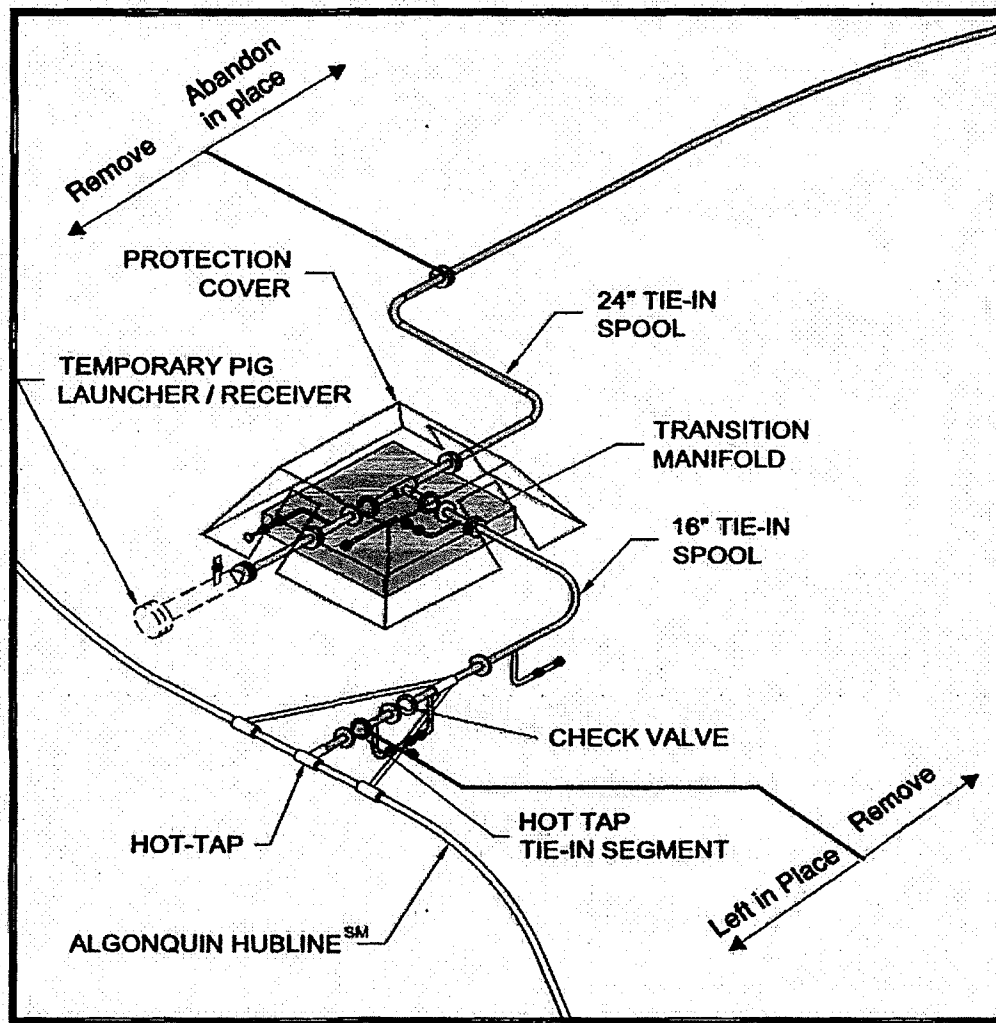 Abandon
in place
Remove
PROTECTION
COVER
24" TIE-IN
SPOOL
TEMPORARY PIG
LAUNCHER / RECEIVER
TRANSITION
MANIFOLD
16" TIE-IN
SPOOL
CHECK VALVE
HOT-TAP
HOT TAP
TIE-IN SEGMENT
Remove
Left in Place
ALGONQUIN HUBLINE SM